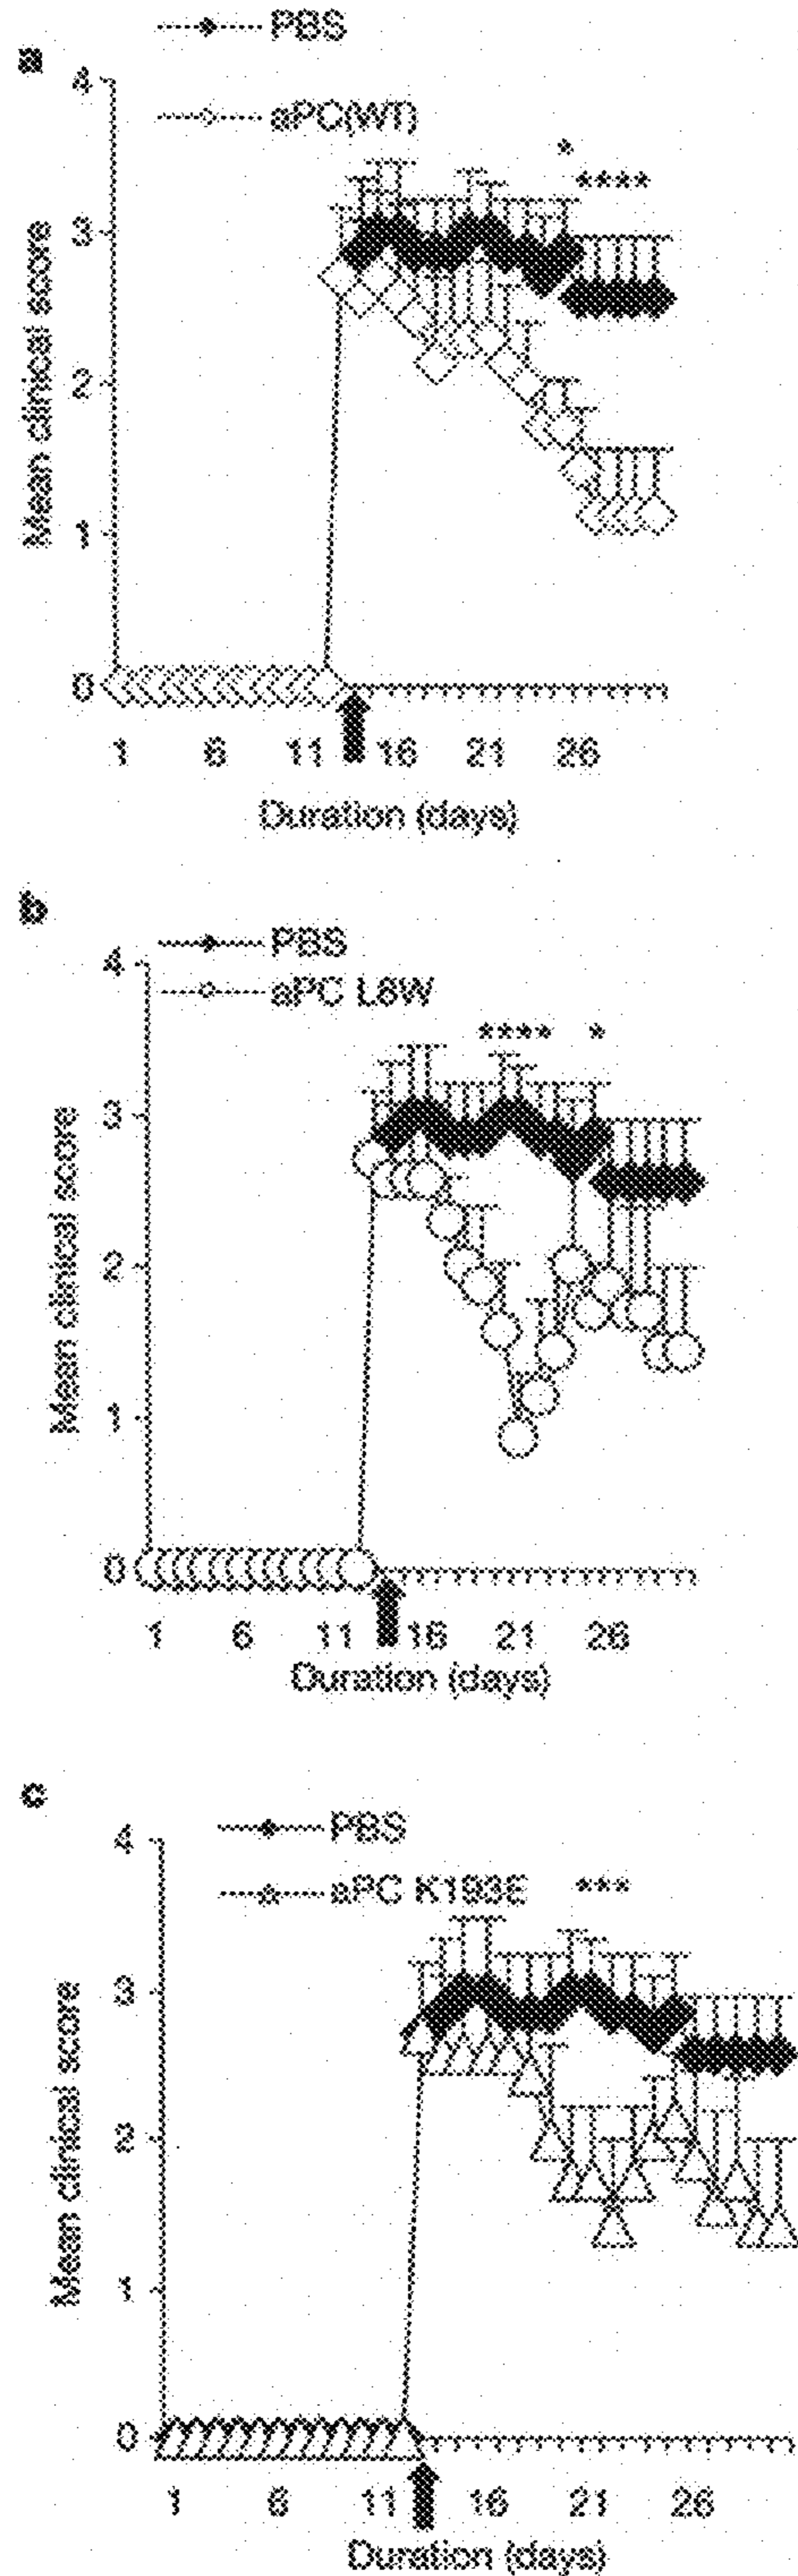 a
PBS
aPC(WT)
*
****
4
3
2
1
0
Mean clinical score
1 6 11 16 21 26
Duration (days)
b
PBS
aPC L8W
**** *
4
3
2
1
0
Mean clinical score
1 6 11 16 21 26
Duration (days)
c
PBS
aPC K193E
***
4
3
2
1
0
Mean clinical score
1 6 11 16 21 26
Duration (days)